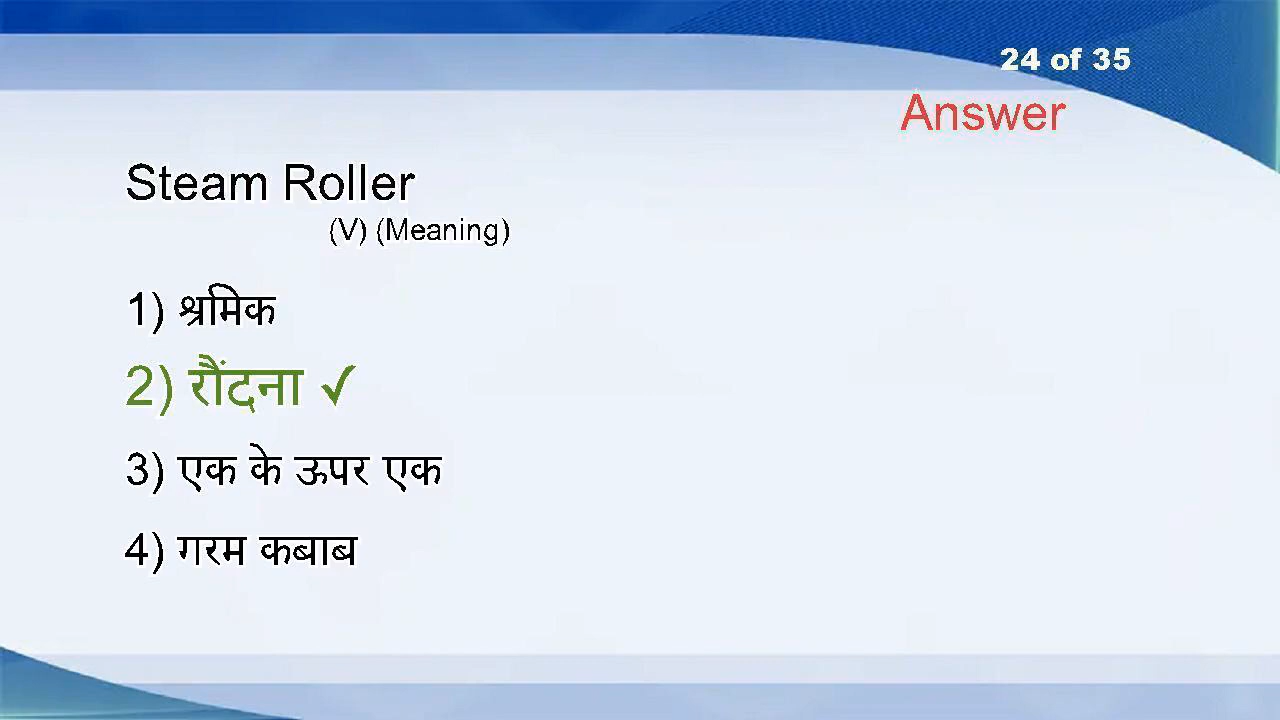 24 of 35
Answer
Steam Roller
(V) (Meaning)
1) श्रमिक
2) रौंदना ✓
3) एक के ऊपर एक
4) गरम कबाब